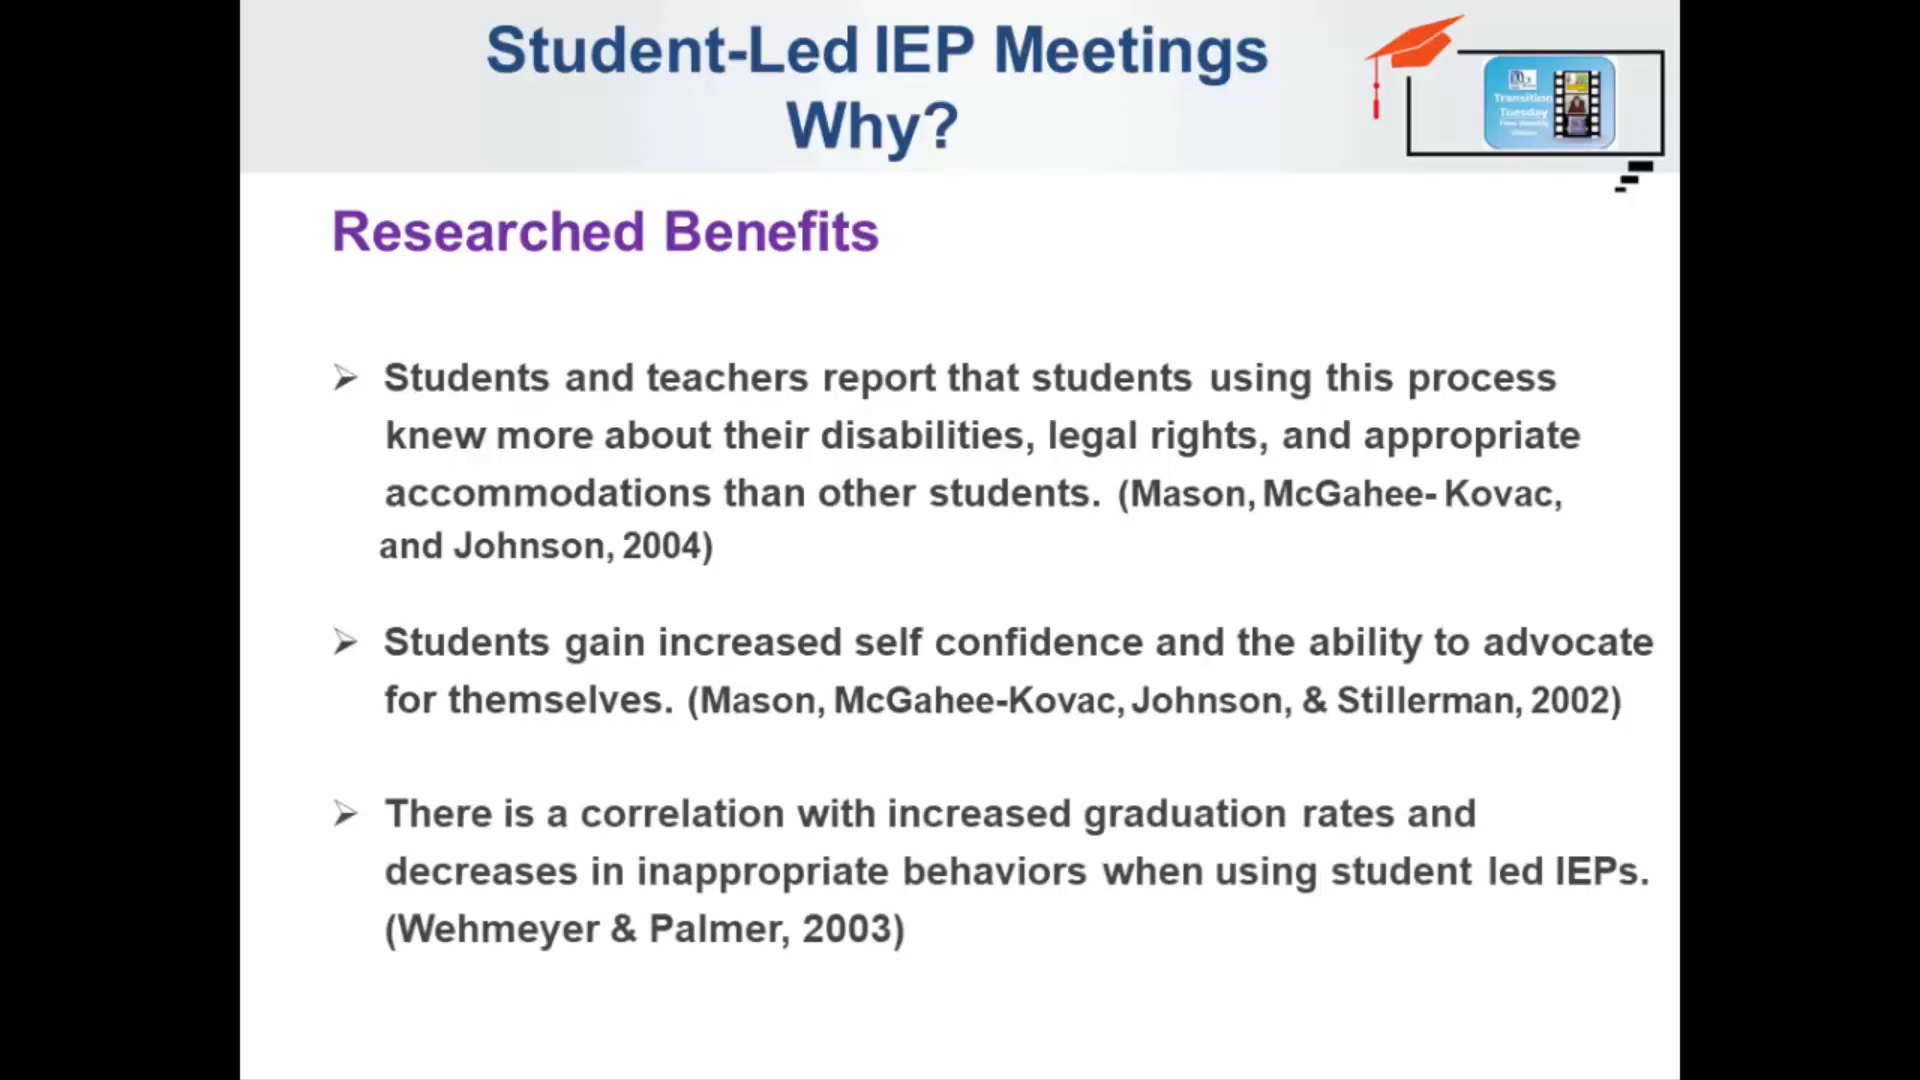 Student-Led IEP Meetings
Why?
Transition
Tuesday
Researched Benefits
Students and teachers report that students using this process
knew more about their disabilities, legal rights, and appropriate
accommodations than other students. (Mason, McGahee- Kovac,
and Johnson, 2004)
Students gain increased self confidence and the ability to advocate
for themselves. (Mason, McGahee-Kovac, Johnson, & Stillerman, 2002)
There is a correlation with increased graduation rates and
decreases in inappropriate behaviors when using student led IEPs.
(Wehmeyer & Palmer, 2003)